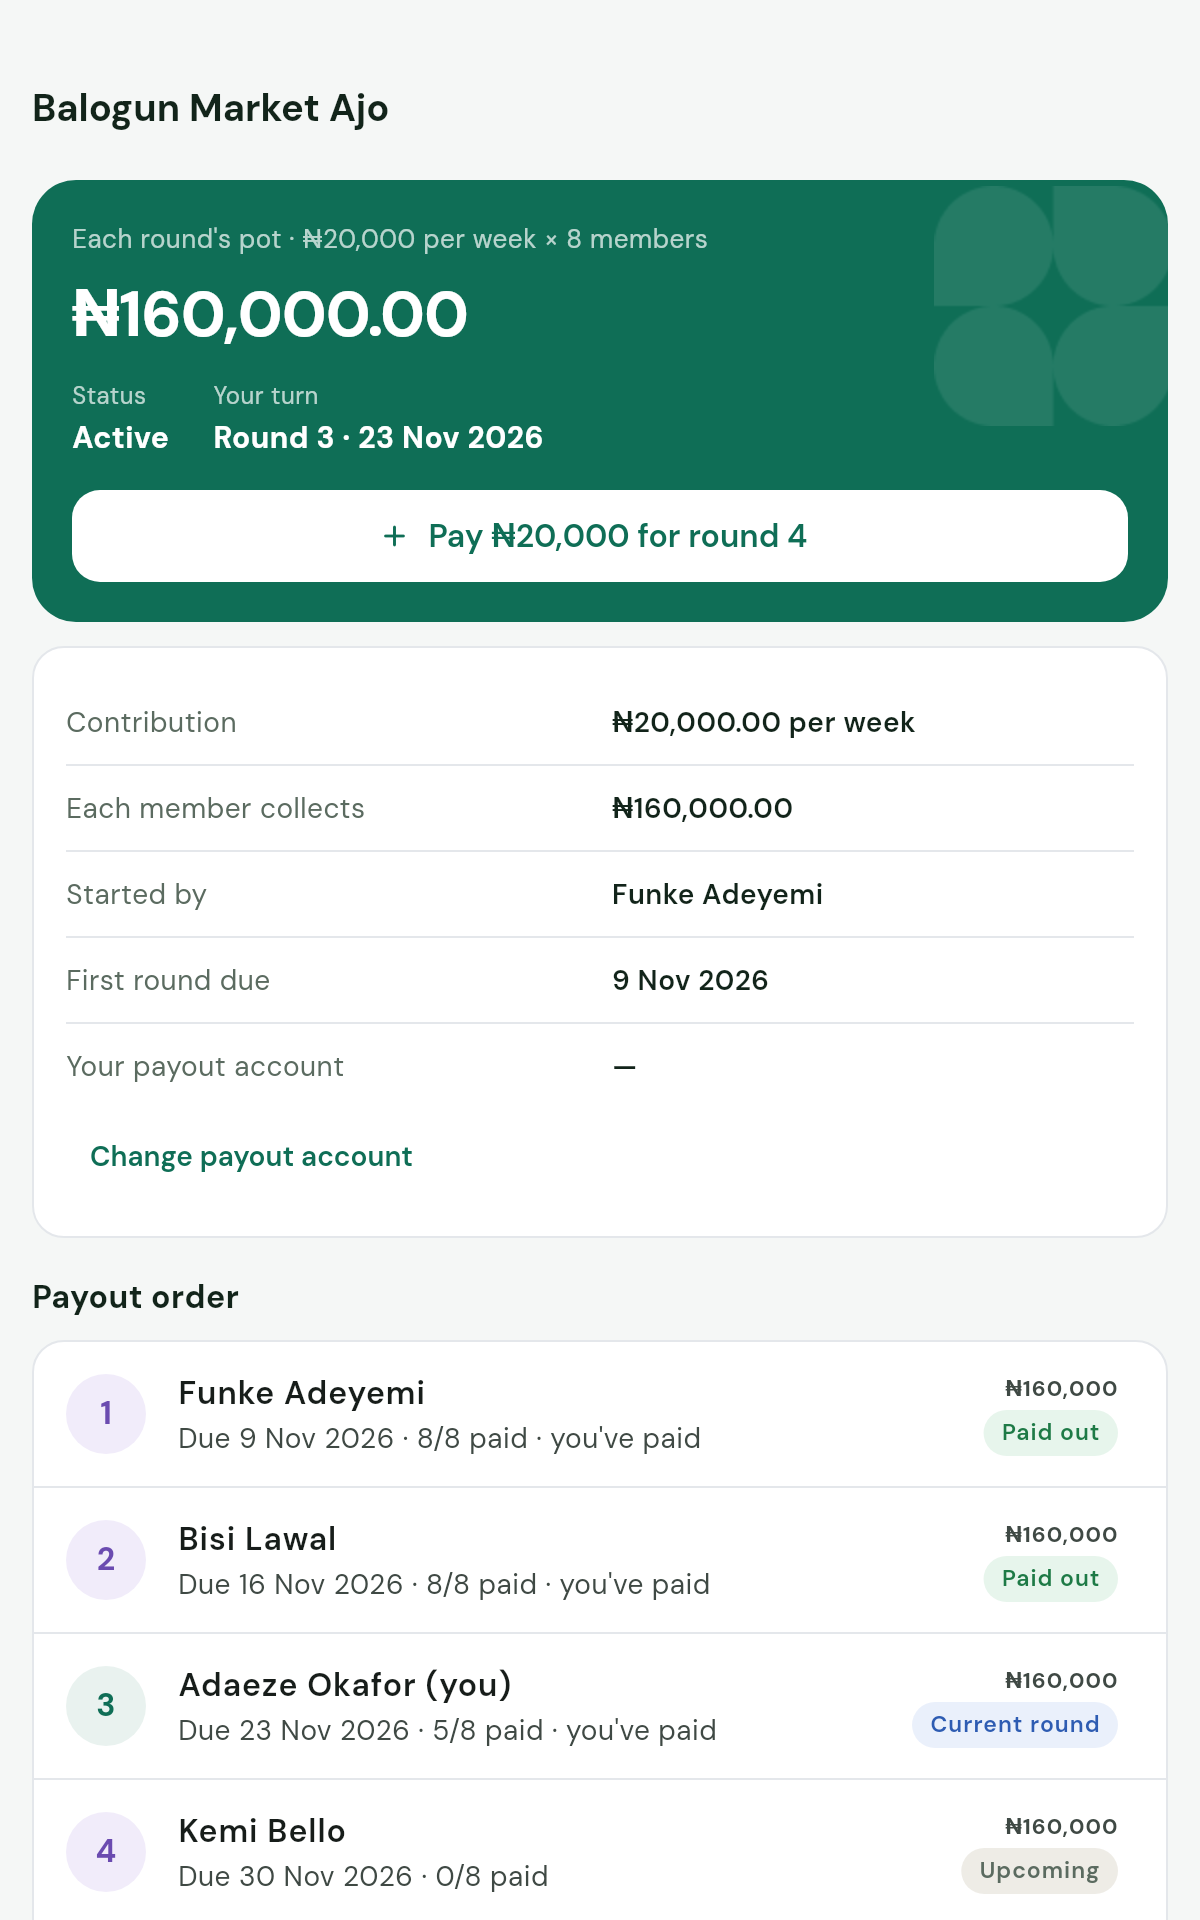 Balogun Market Ajo
Each round's pot · ₦20,000 per week × 8 members
₦160,000.00
Status Your turn
Active Round 3 · 23 Nov 2026
+ Pay ₦20,000 for round 4
Contribution ₦20,000.00 per week
Each member collects ₦160,000.00
Started by Funke Adeyemi
First round due 9 Nov 2026
Your payout account —
Change payout account
Payout order
1 Funke Adeyemi ₦160,000
Due 9 Nov 2026 · 8/8 paid · you've paid Paid out
2 Bisi Lawal ₦160,000
Due 16 Nov 2026 · 8/8 paid · you've paid Paid out
3 Adaeze Okafor (you) ₦160,000
Due 23 Nov 2026 · 5/8 paid · you've paid Current round
4 Kemi Bello ₦160,000
Due 30 Nov 2026 · 0/8 paid Upcoming